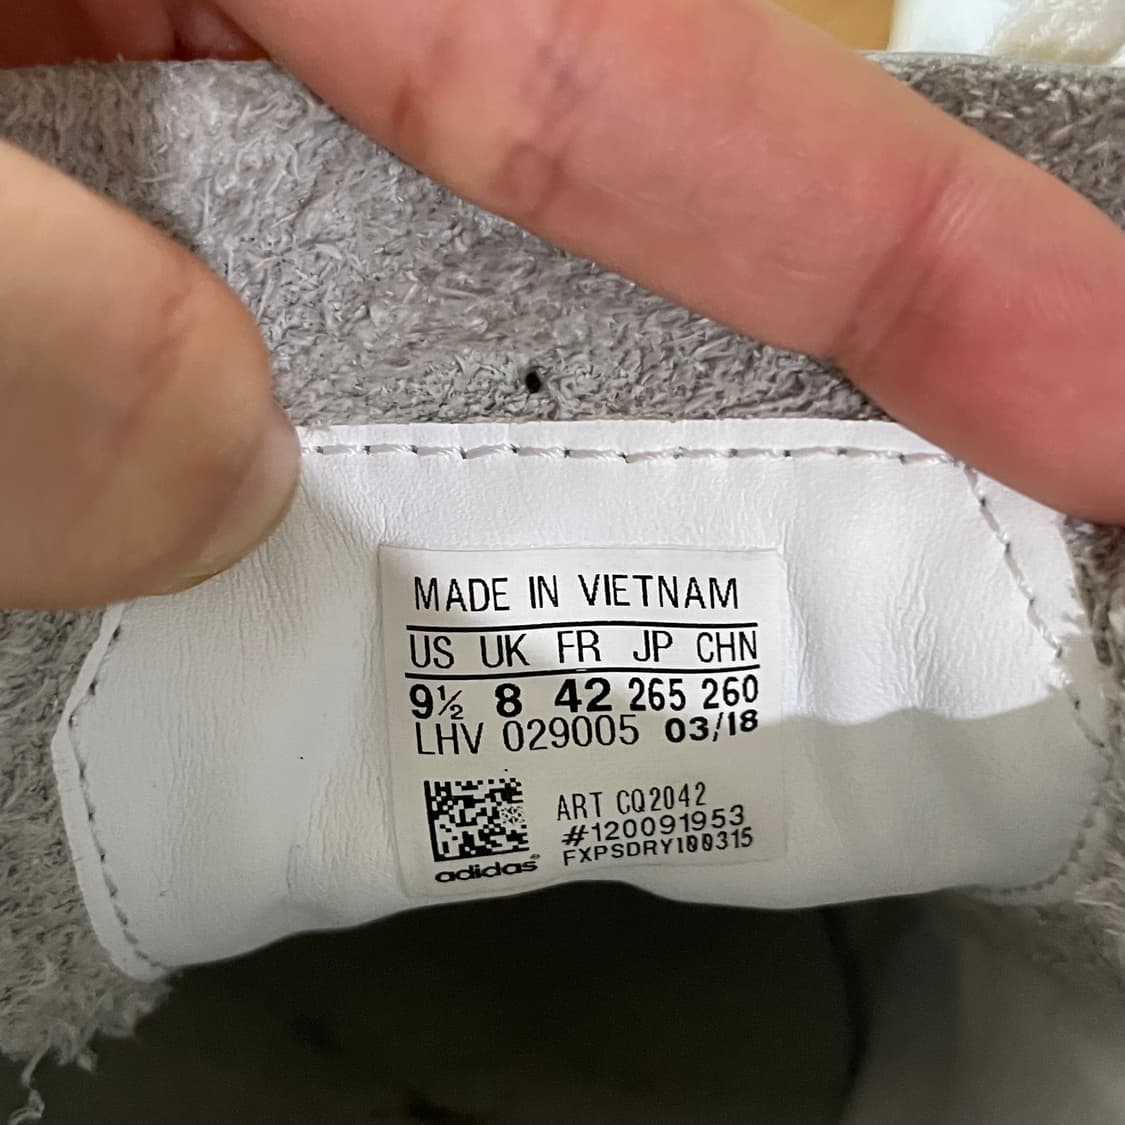 MADE IN VIETNAM
US UK FR JP CHN
9½ 8 42 265 260
LHV 029005 03/18
ART CQ2042
#120091953
FXPSDRY100315
adidas®